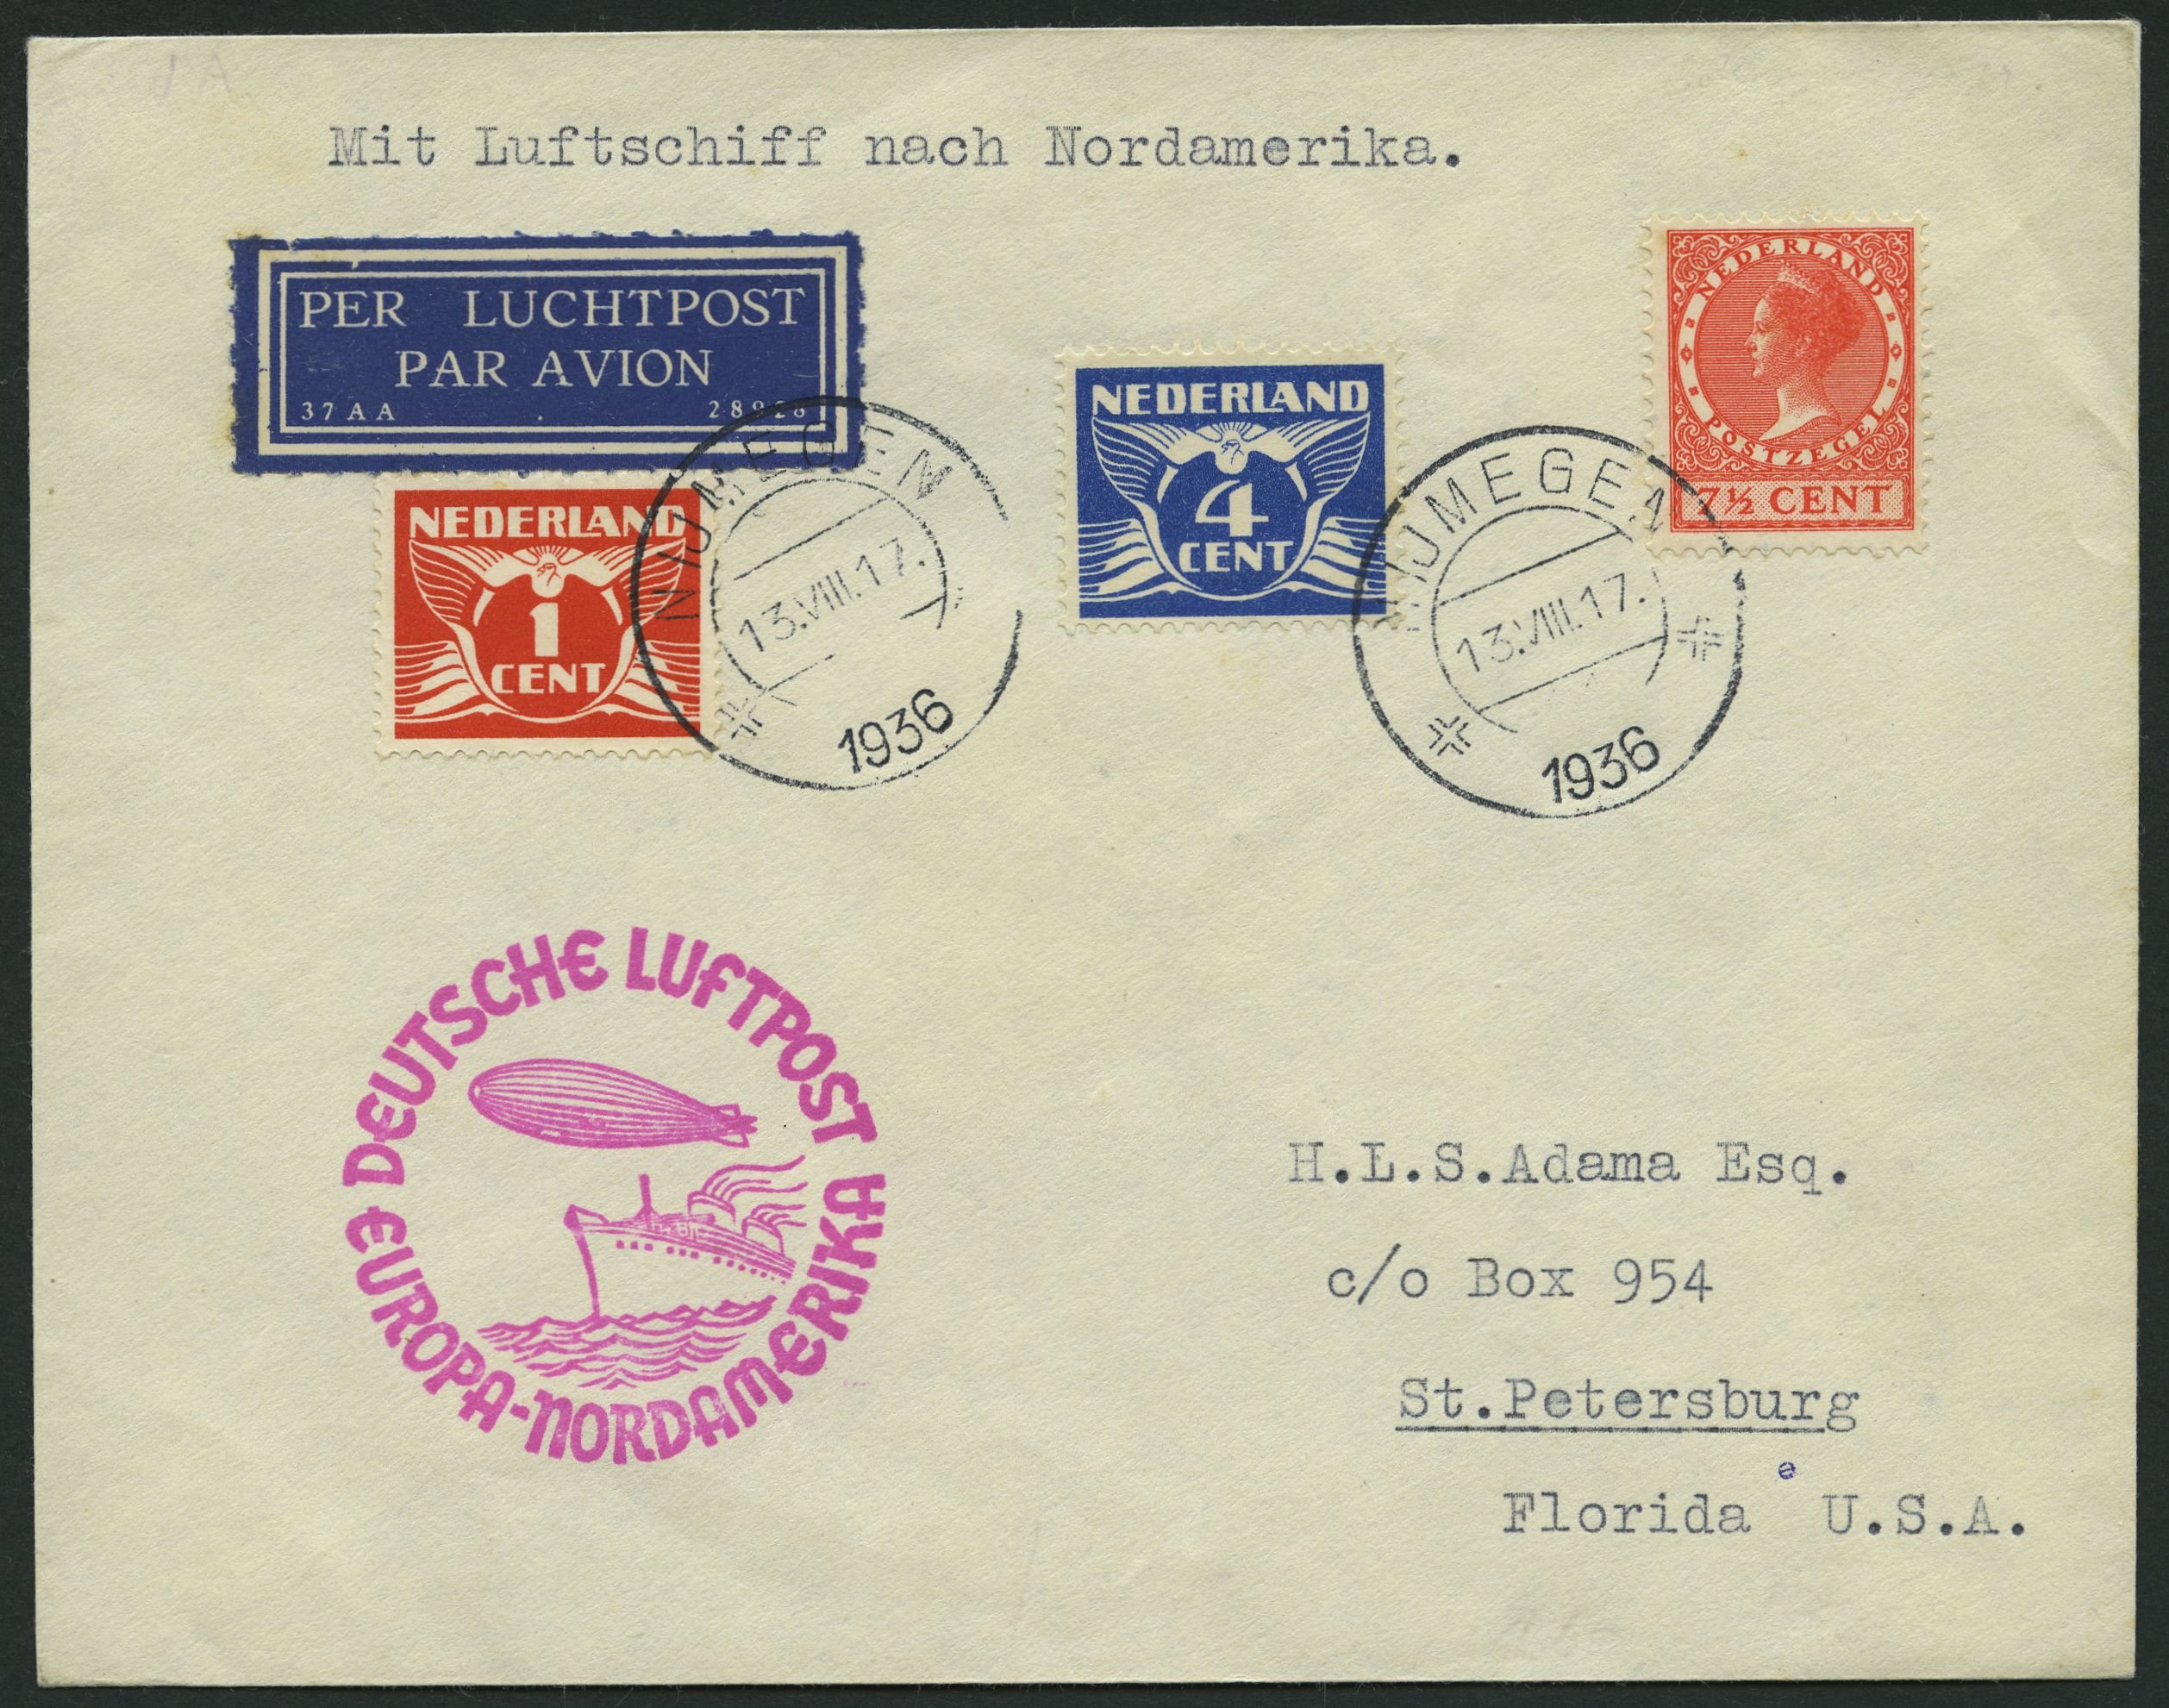 Mit Luftschiff nach Nordamerika.
PER LUCHTPOST
PAR AVION
37AA 28928
NEDERLAND
1
CENT
NIJMEGEN
13.VIII.17.
1936
NEDERLAND
4
CENT
NIJMEGEN
13.VIII.17.
1936
NEDERLAND
POSTZEGEL
7½ CENT
DEUTSCHE LUFTPOST
EUROPA-NORDAMERIKA
H.L.S.Adama Esq.
c/o Box 954
St.Petersburg
Florida U.S.A.